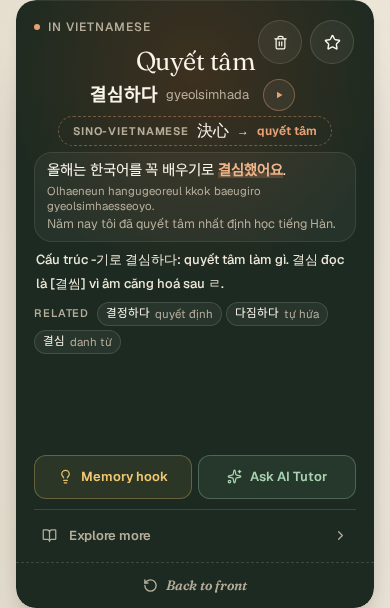 IN VIETNAMESE
Quyết tâm
결심하다 gyeolsimhada
SINO-VIETNAMESE 決心 → quyết tâm
올해는 한국어를 꼭 배우기로 결심했어요.
Olhaeneun hangugeoreul kkok baeugiro
gyeolsimhaesseoyo.
Năm nay tôi đã quyết tâm nhất định học tiếng Hàn.
Cấu trúc -기로 결심하다: quyết tâm làm gì. 결심 đọc
là [결씸] vì âm căng hoá sau ㄹ.
RELATED 결정하다 quyết định 다짐하다 tự hứa
결심 danh từ
Memory hook Ask AI Tutor
Explore more
Back to front